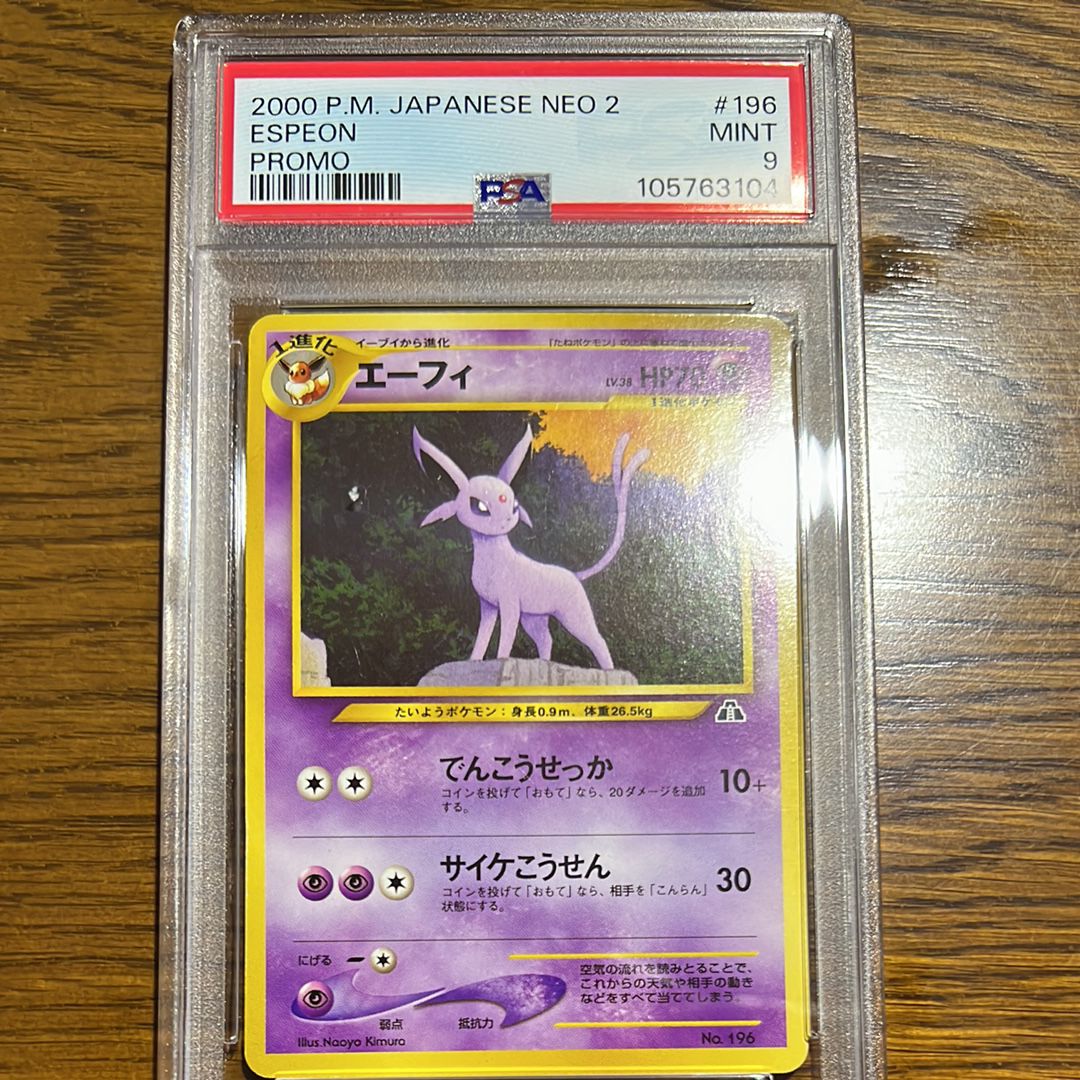 2000 P.M. JAPANESE NEO 2 #196
ESPEON MINT
PROMO 9
PSA 105763104
1進化 イーブイから進化
エーフィ LV.38 HP70
たいようポケモン：身長0.9m、体重26.5kg
でんこうせっか 10+
コインを投げて「おもて」なら、20ダメージを追加
する。
サイケこうせん 30
コインを投げて「おもて」なら、相手を「こんらん」
状態にする。
にげる
空気の流れを読みとることで、
これからの天気や相手の動き
などをすべて当ててしまう。
弱点 抵抗力
Illus. Naoyo Kimura No. 196